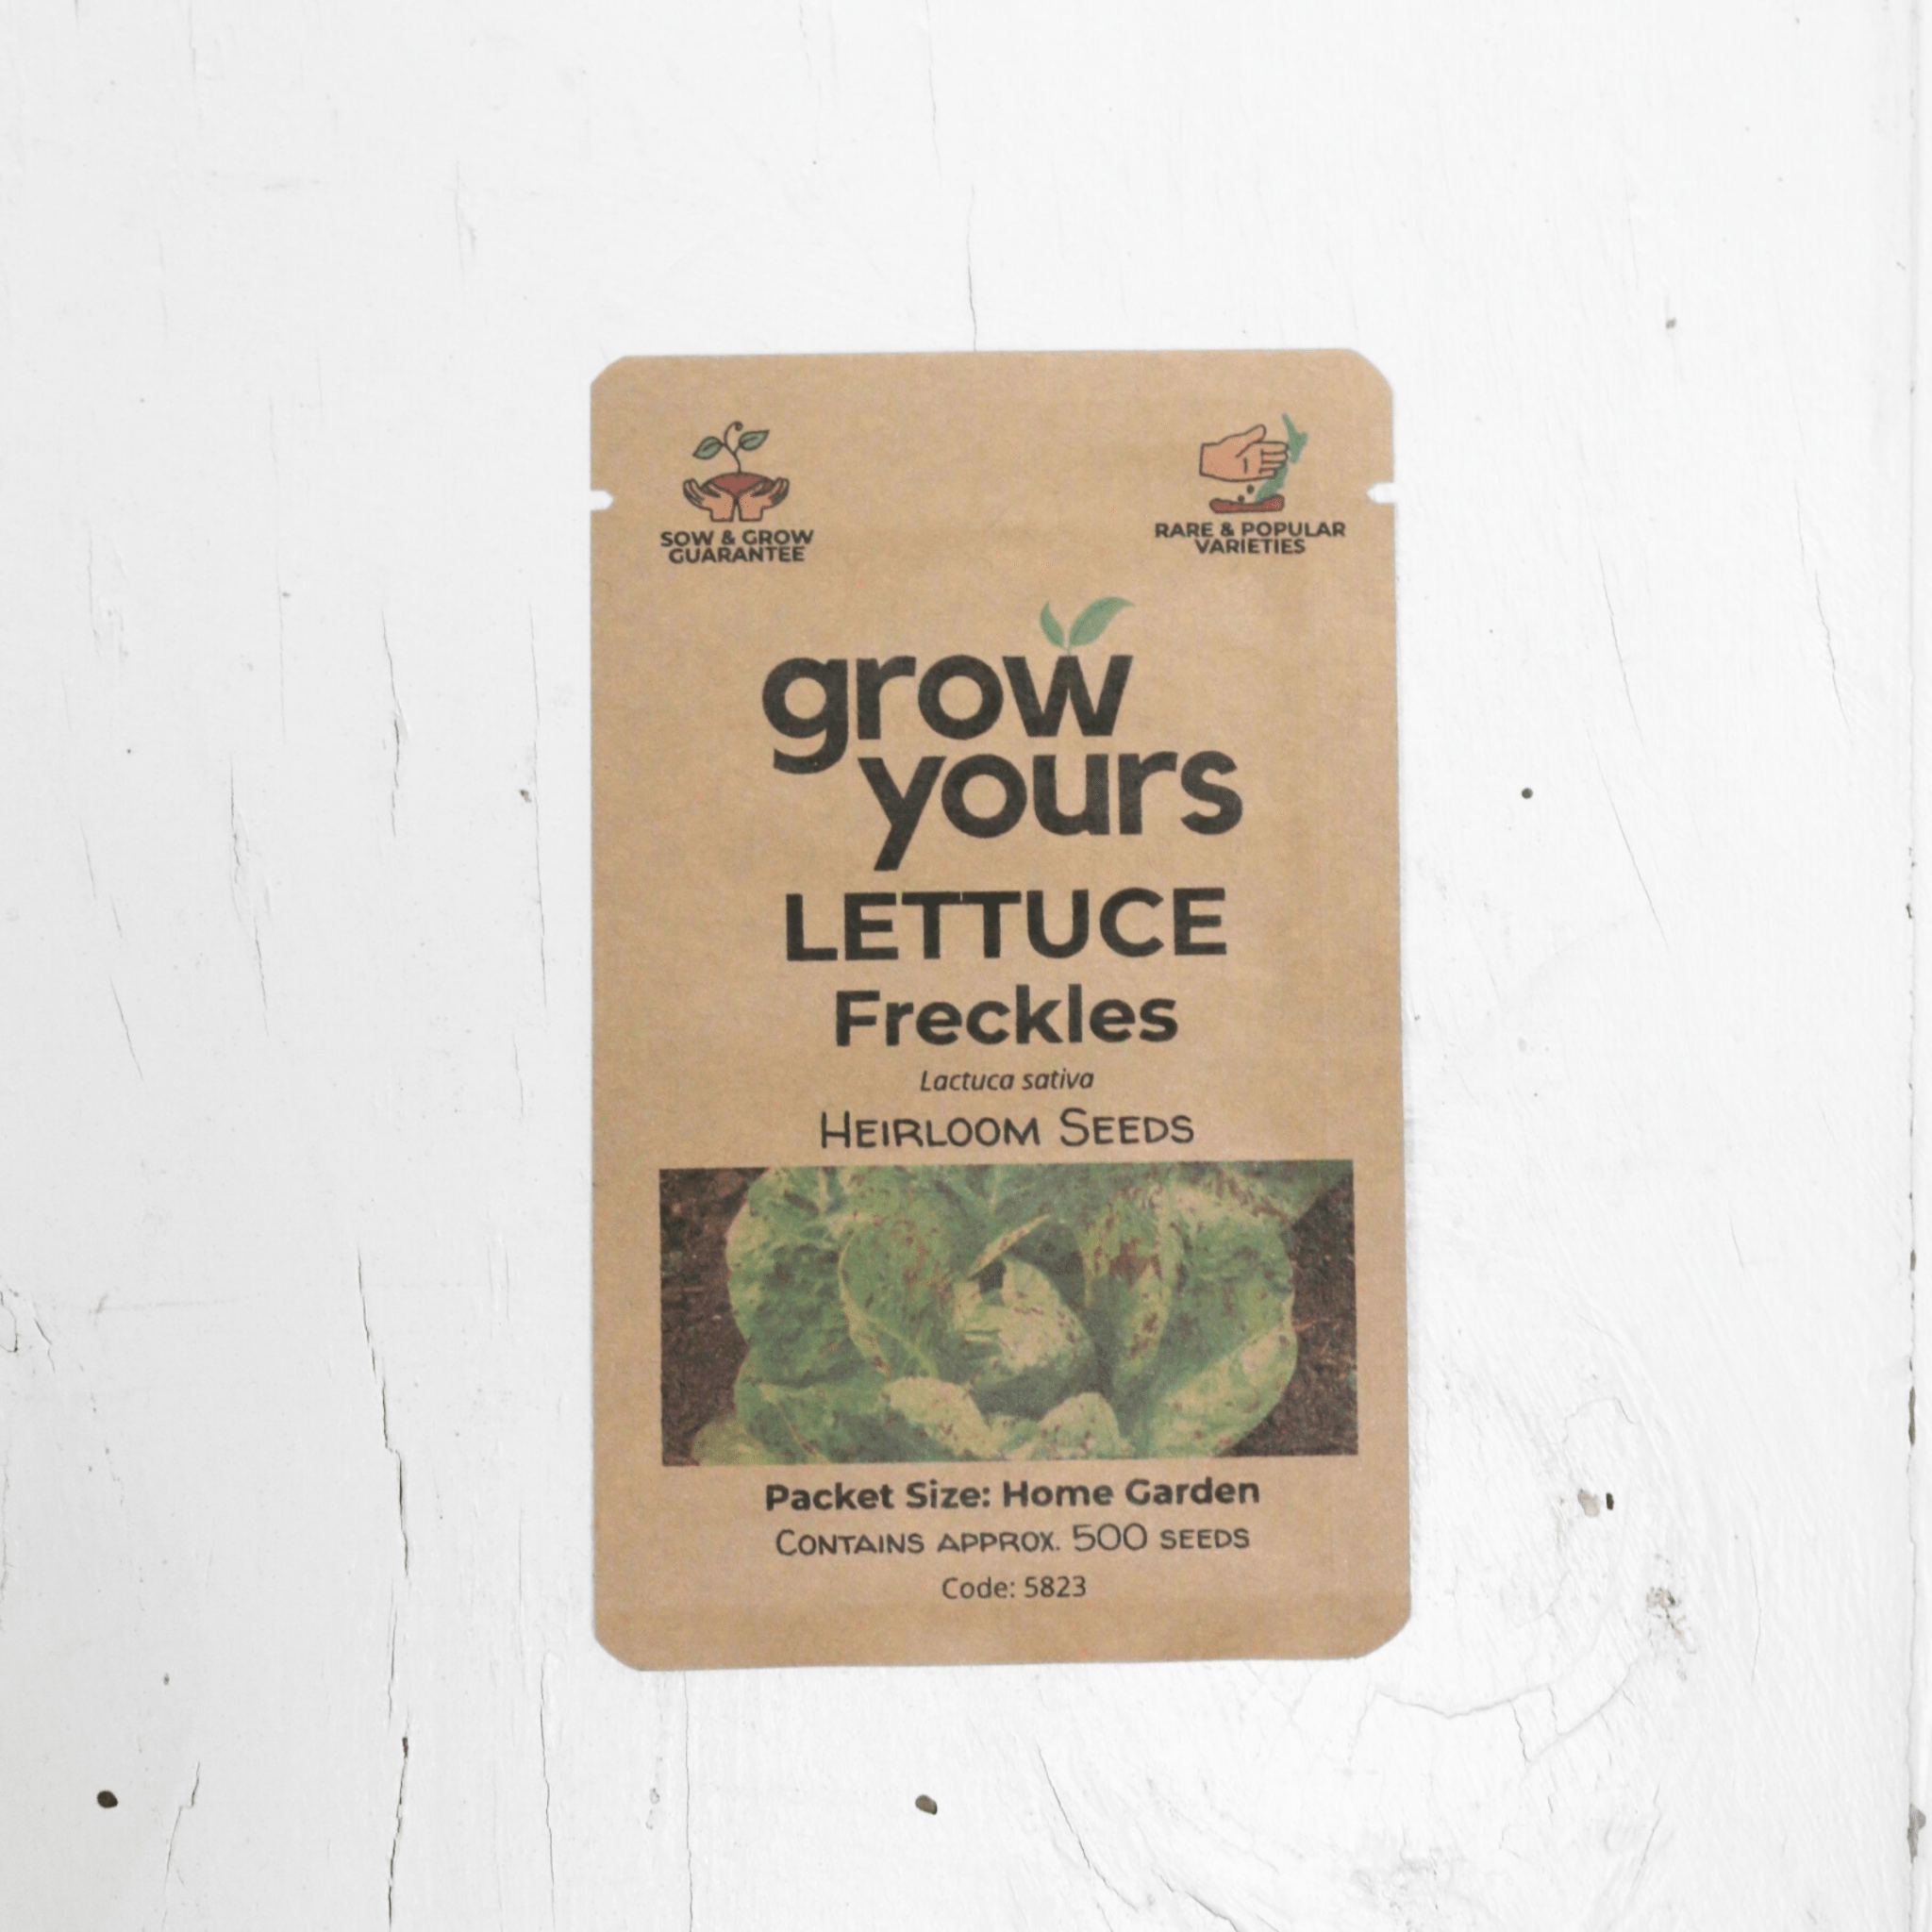 SOW & GROW
GUARANTEE
RARE & POPULAR
VARIETIES
grow
yours
LETTUCE
Freckles
Lactuca sativa
HEIRLOOM SEEDS
Packet Size: Home Garden
CONTAINS APPROX. 500 SEEDS
Code: 5823